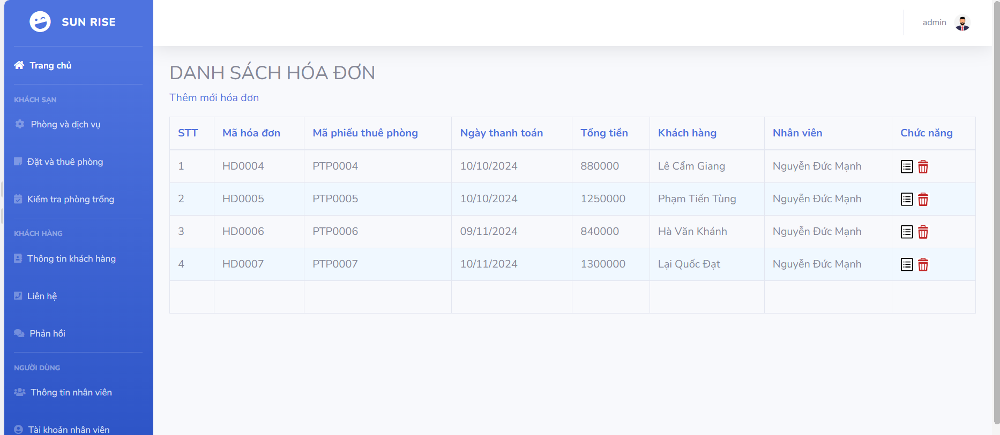 SUN RISE
admin
Trang chủ
KHÁCH SẠN
Phòng và dịch vụ
Đặt và thuê phòng
Kiểm tra phòng trống
KHÁCH HÀNG
Thông tin khách hàng
Liên hệ
Phản hồi
NGƯỜI DÙNG
Thông tin nhân viên
Tài khoản nhân viên
DANH SÁCH HÓA ĐƠN
Thêm mới hóa đơn
STT Mã hóa đơn Mã phiếu thuê phòng Ngày thanh toán Tổng tiền Khách hàng Nhân viên Chức năng
1 HD0004 PTP0004 10/10/2024 880000 Lê Cẩm Giang Nguyễn Đức Mạnh
2 HD0005 PTP0005 10/10/2024 1250000 Phạm Tiến Tùng Nguyễn Đức Mạnh
3 HD0006 PTP0006 09/11/2024 840000 Hà Văn Khánh Nguyễn Đức Mạnh
4 HD0007 PTP0007 10/11/2024 1300000 Lại Quốc Đạt Nguyễn Đức Mạnh